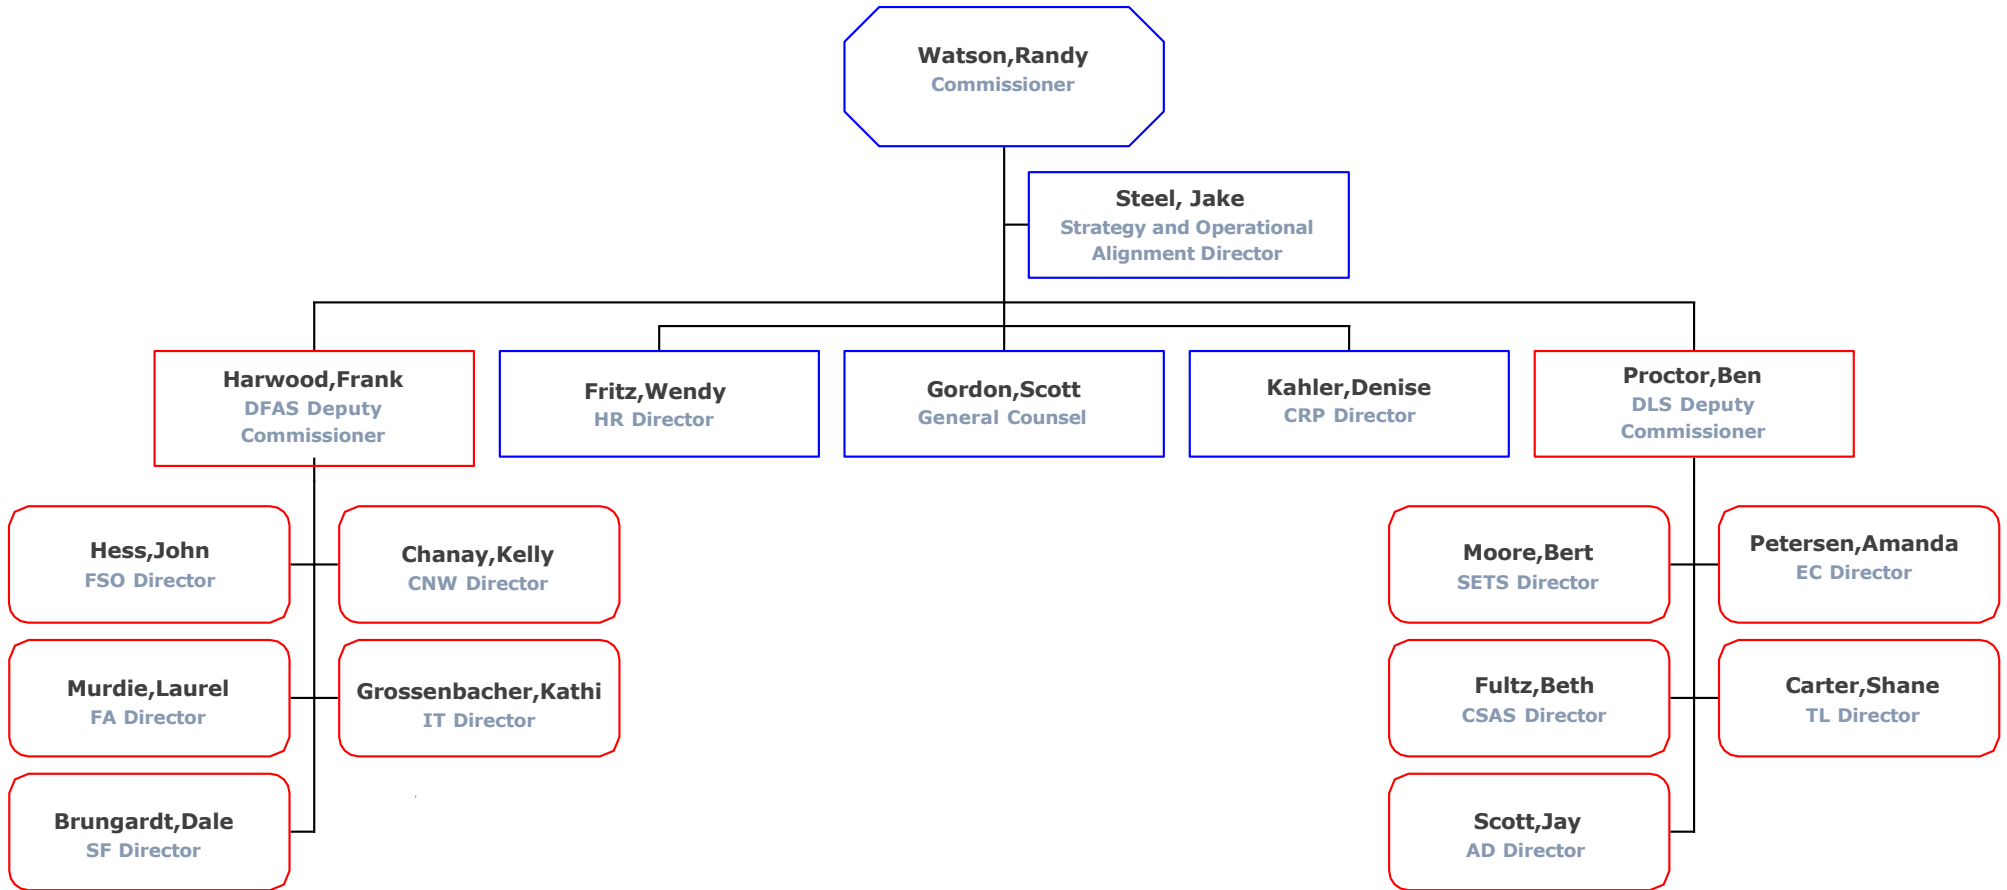 Watson,Randy
Commissioner
Steel, Jake
Strategy and Operational
Alignment Director
Harwood,Frank
DFAS Deputy
Commissioner
Fritz,Wendy
HR Director
Gordon,Scott
General Counsel
Kahler,Denise
CRP Director
Proctor,Ben
DLS Deputy
Commissioner
Hess,John
FSO Director
Chanay,Kelly
CNW Director
Moore,Bert
SETS Director
Petersen,Amanda
EC Director
Murdie,Laurel
FA Director
Grossenbacher,Kathi
IT Director
Fultz,Beth
CSAS Director
Carter,Shane
TL Director
Brungardt,Dale
SF Director
Scott,Jay
AD Director